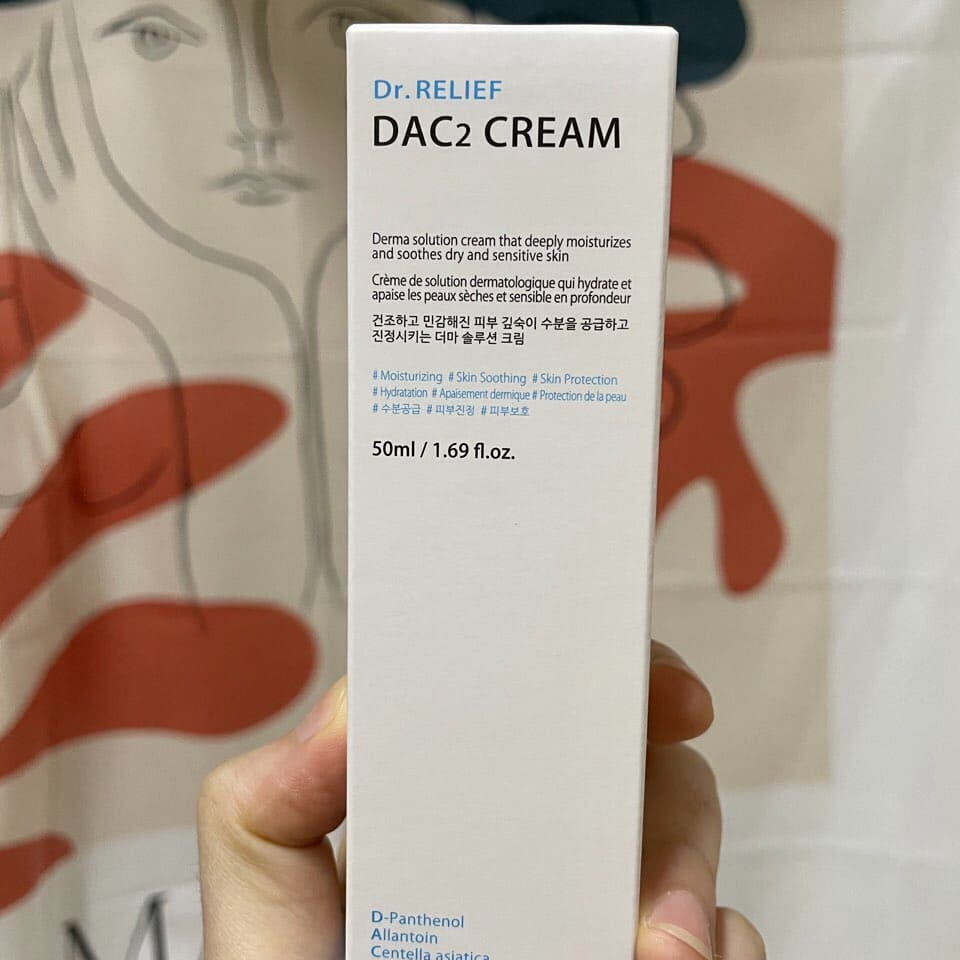 Dr. RELIEF
DAC2 CREAM
Derma solution cream that deeply moisturizes
and soothes dry and sensitive skin
Crème de solution dermatologique qui hydrate et
apaise les peaux sèches et sensible en profondeur
건조하고 민감해진 피부 깊숙이 수분을 공급하고
진정시키는 더마 솔루션 크림
# Moisturizing # Skin Soothing # Skin Protection
# Hydratation # Apaisement dermique # Protection de la peau
# 수분공급 # 피부진정 # 피부보호
50ml / 1.69 fl.oz.
D-Panthenol
Allantoin
Centella asiatica
M